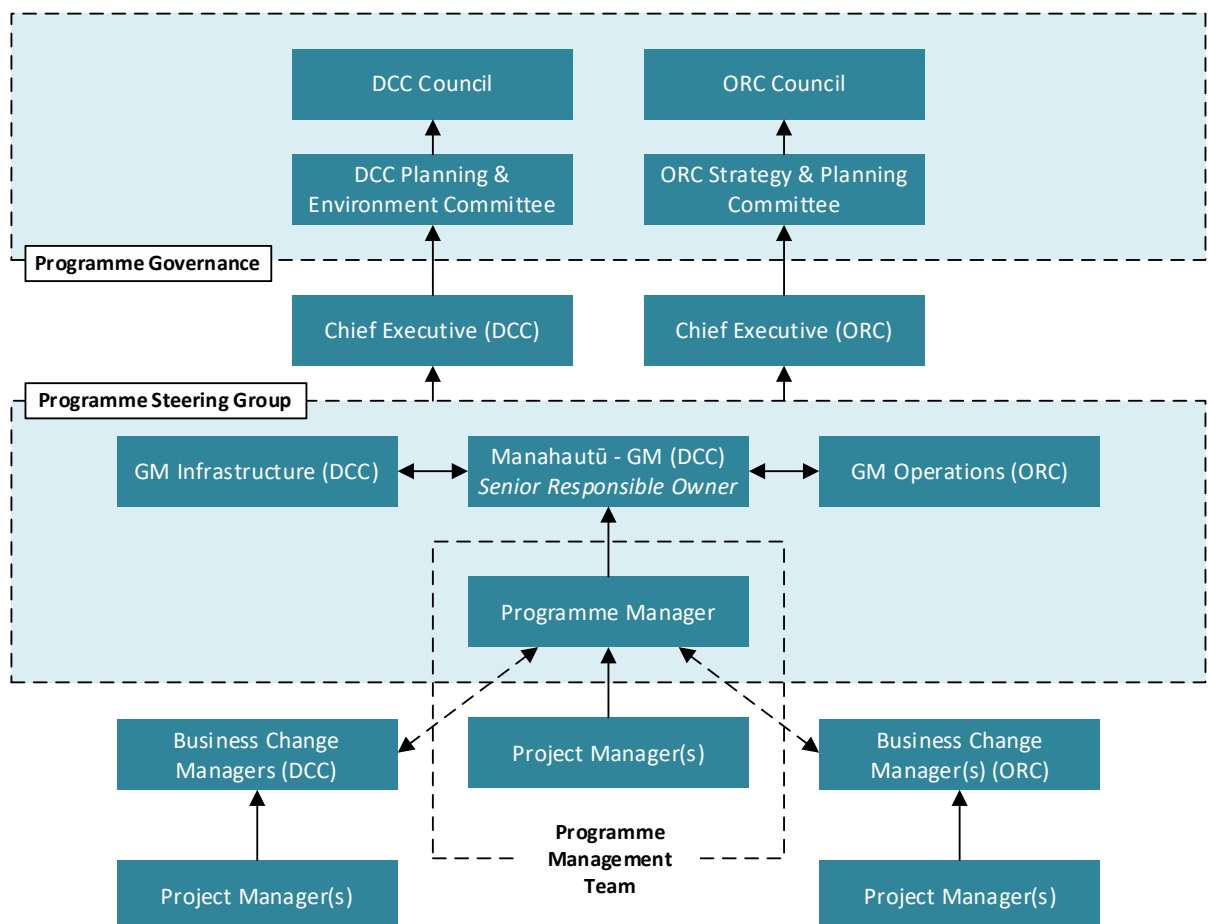 DCC Council
ORC Council
DCC Planning &
Environment Committee
ORC Strategy & Planning
Committee
Programme Governance
Chief Executive (DCC)
Chief Executive (ORC)
Programme Steering Group
GM Infrastructure (DCC)
Manahautū - GM (DCC)
Senior Responsible Owner
GM Operations (ORC)
Programme Manager
Business Change
Managers (DCC)
Project Manager(s)
Business Change
Manager(s) (ORC)
Programme
Management
Team
Project Manager(s)
Project Manager(s)